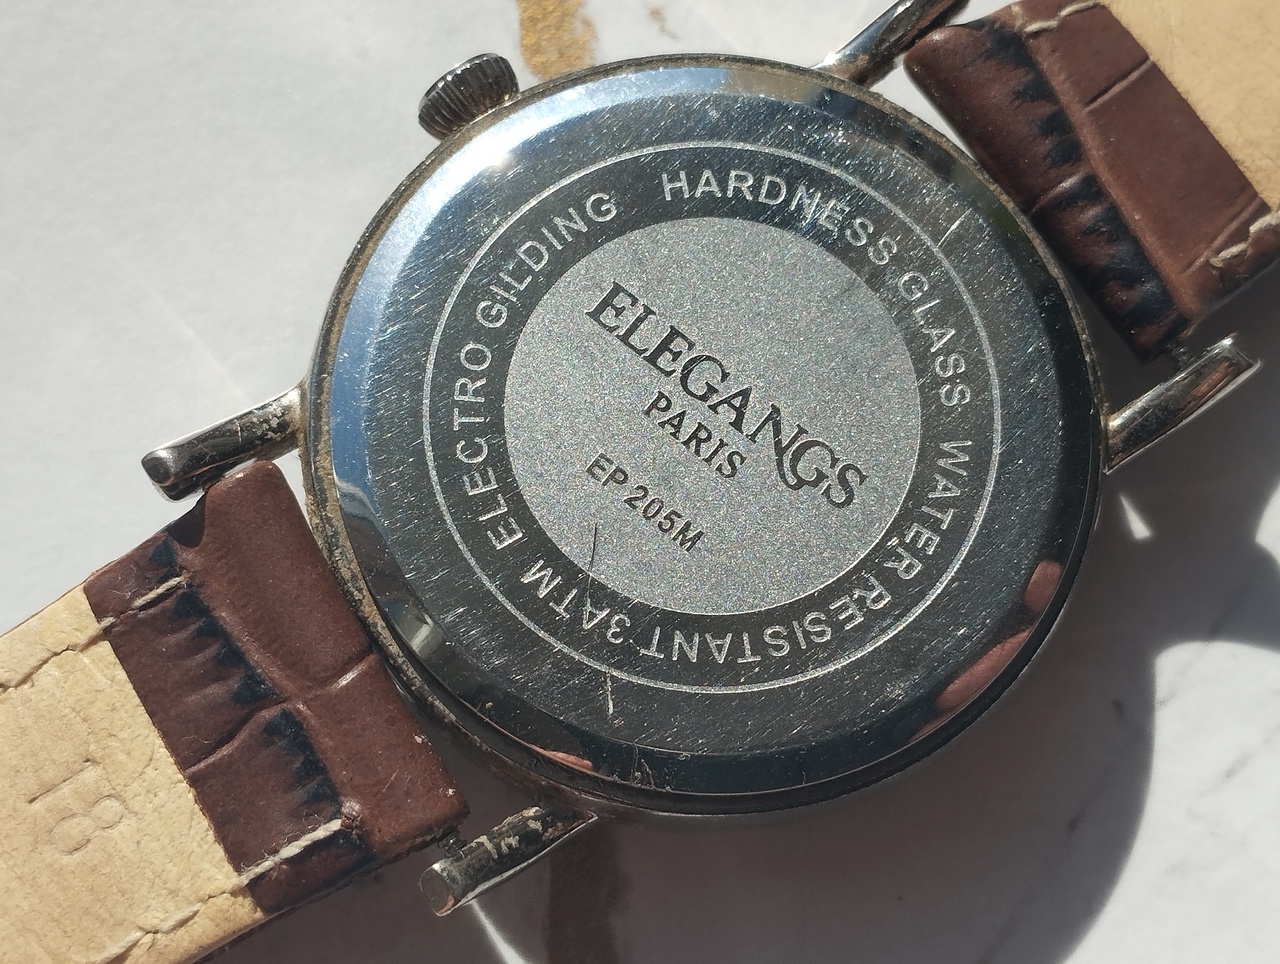 ELEGANGS
PARIS
EP 205M
HARDNESS GLASS WATER RESISTANT 3ATM ELECTRO GILDING